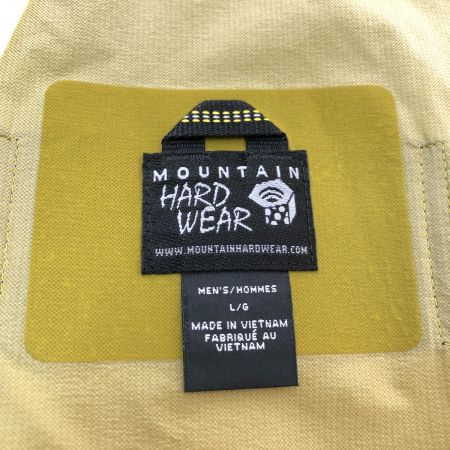 MOUNTAIN
HARD
WEAR
WWW.MOUNTAINHARDWEAR.COM
MEN'S/HOMMES
L/G
MADE IN VIETNAM
FABRIQUÉ AU
VIETNAM